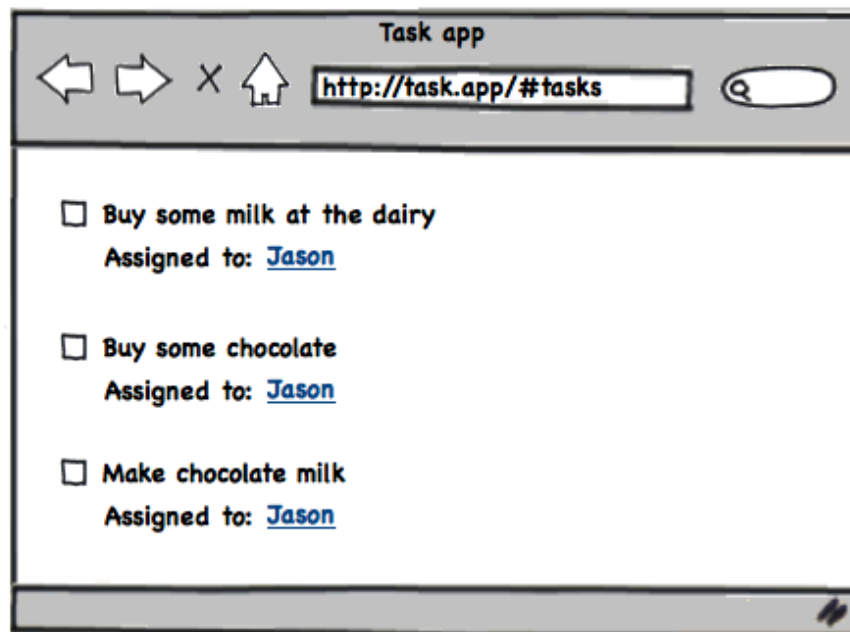 Task app
http://task.app/#tasks
Buy some milk at the dairy
Assigned to: Jason
Buy some chocolate
Assigned to: Jason
Make chocolate milk
Assigned to: Jason